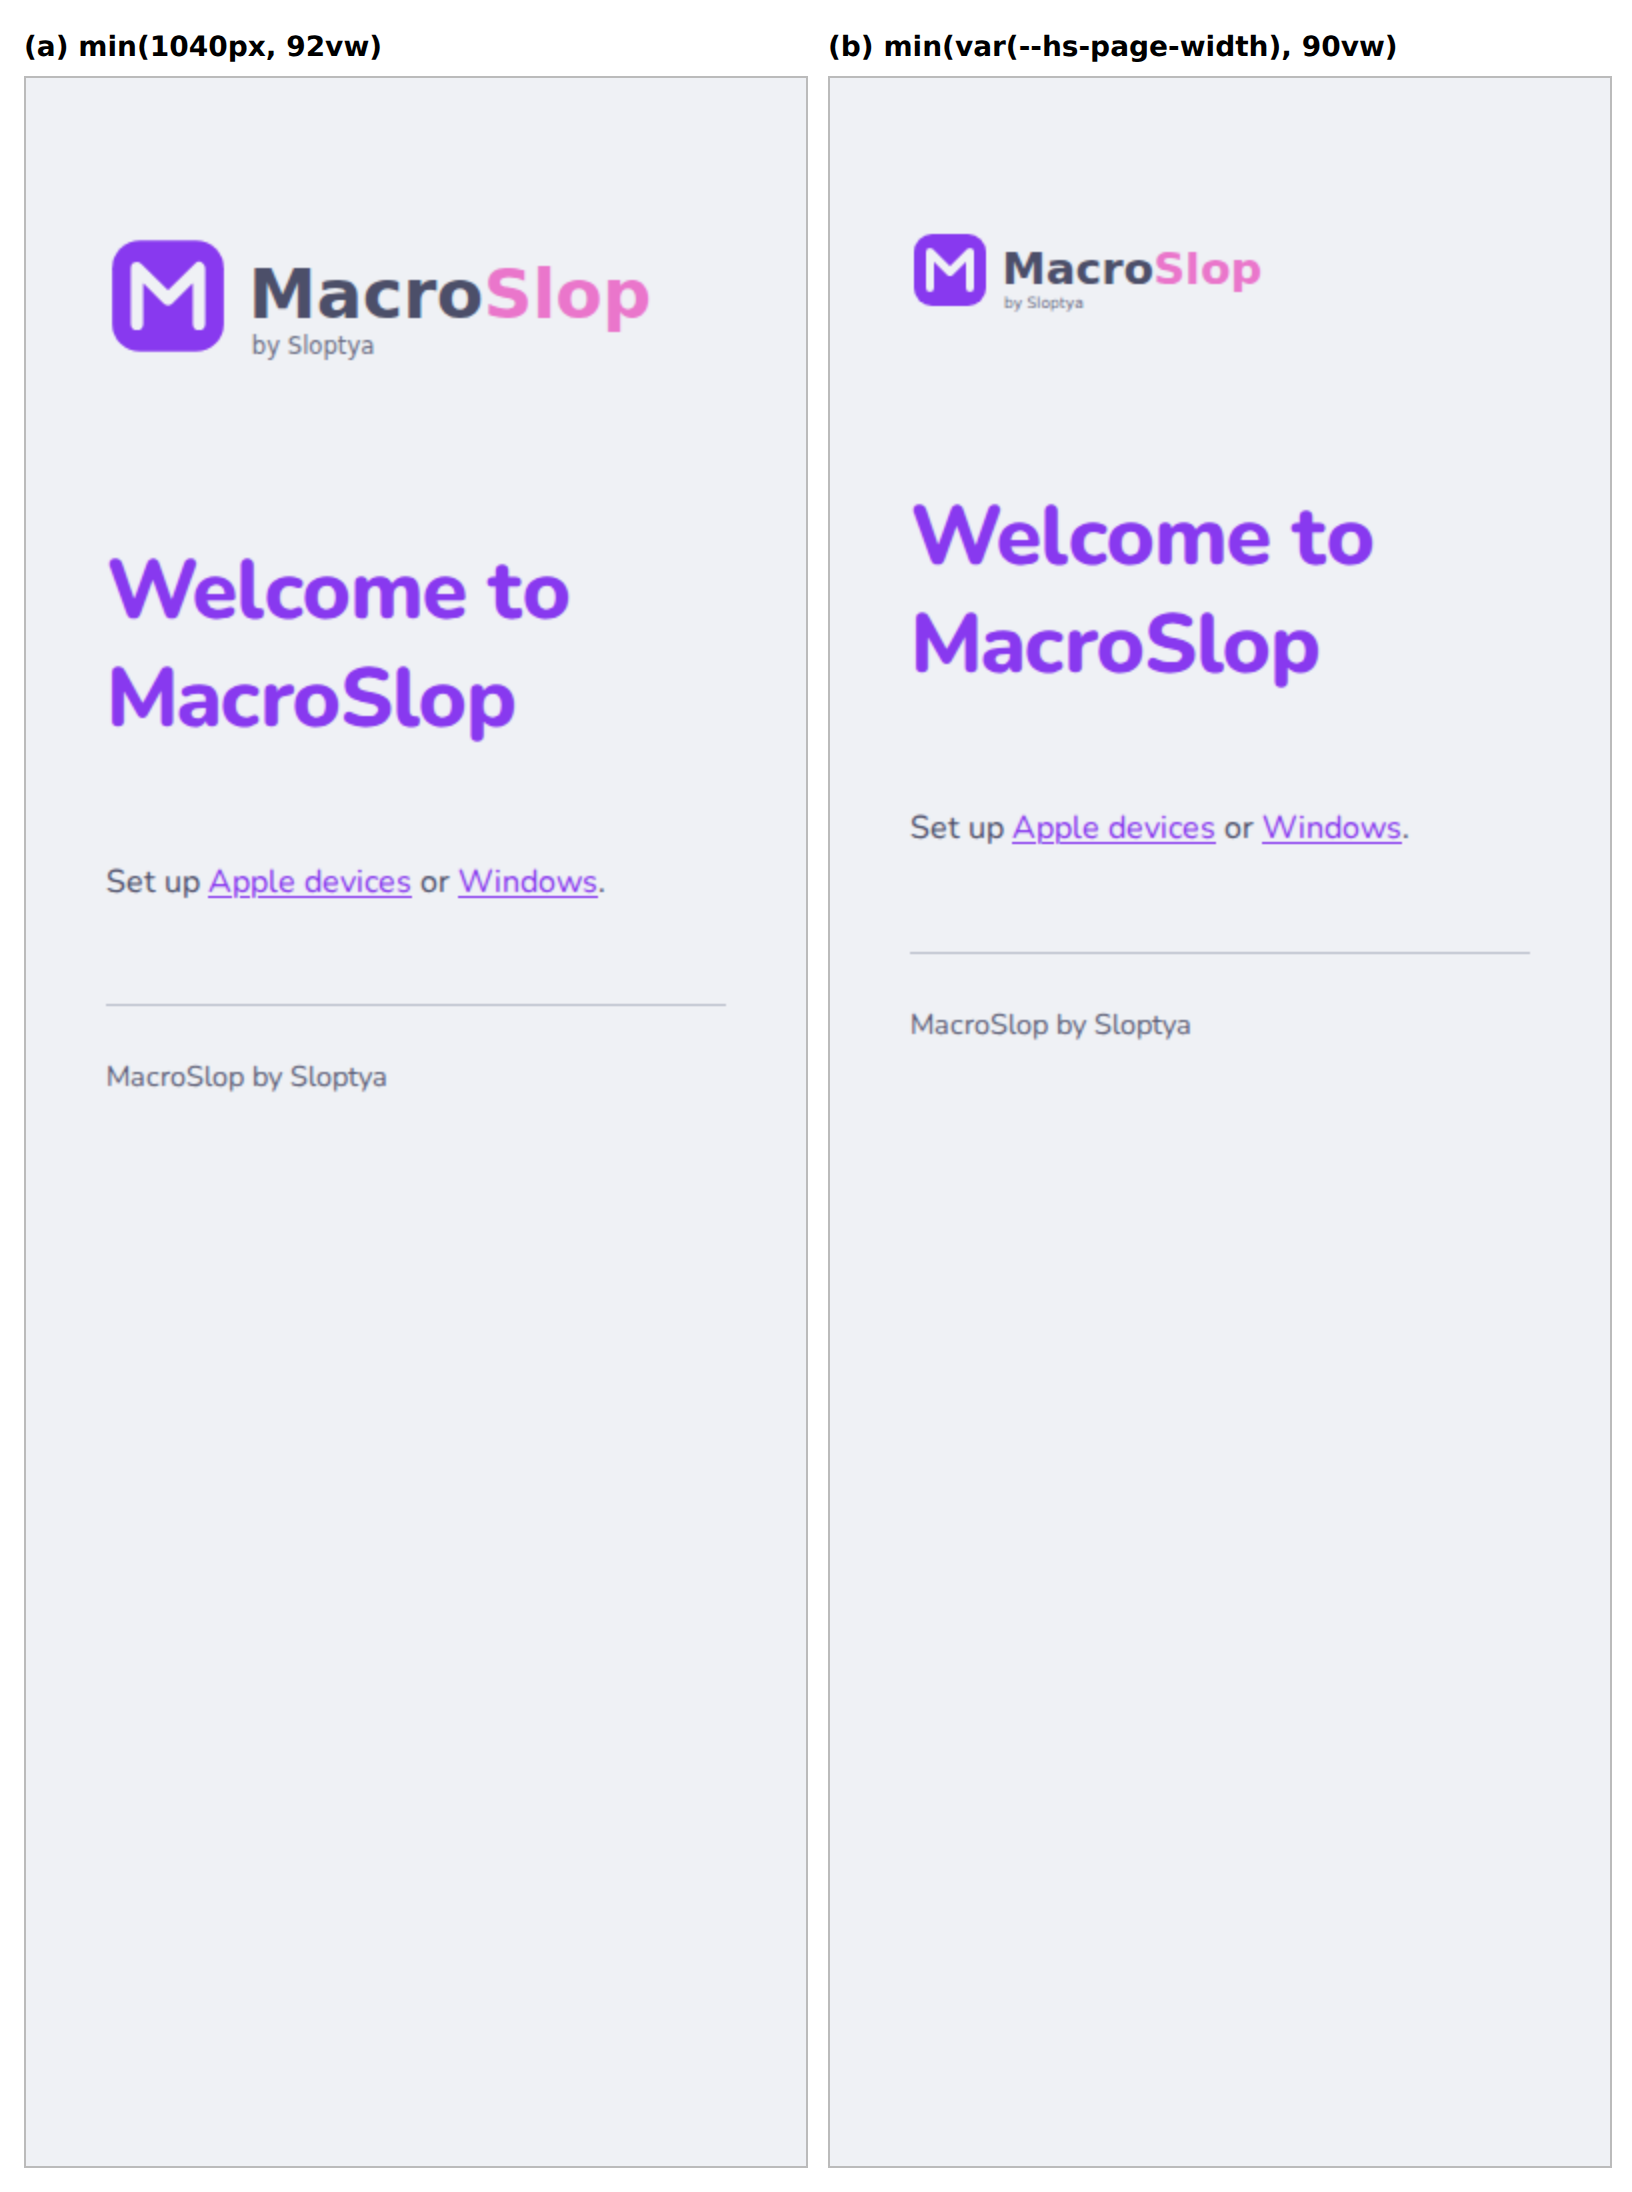 (a) min(1040px, 92vw)
MacroSlop
by Sloptya
Welcome to
MacroSlop
Set up Apple devices or Windows.
MacroSlop by Sloptya
(b) min(var(--hs-page-width), 90vw)
MacroSlop
by Sloptya
Welcome to
MacroSlop
Set up Apple devices or Windows.
MacroSlop by Sloptya